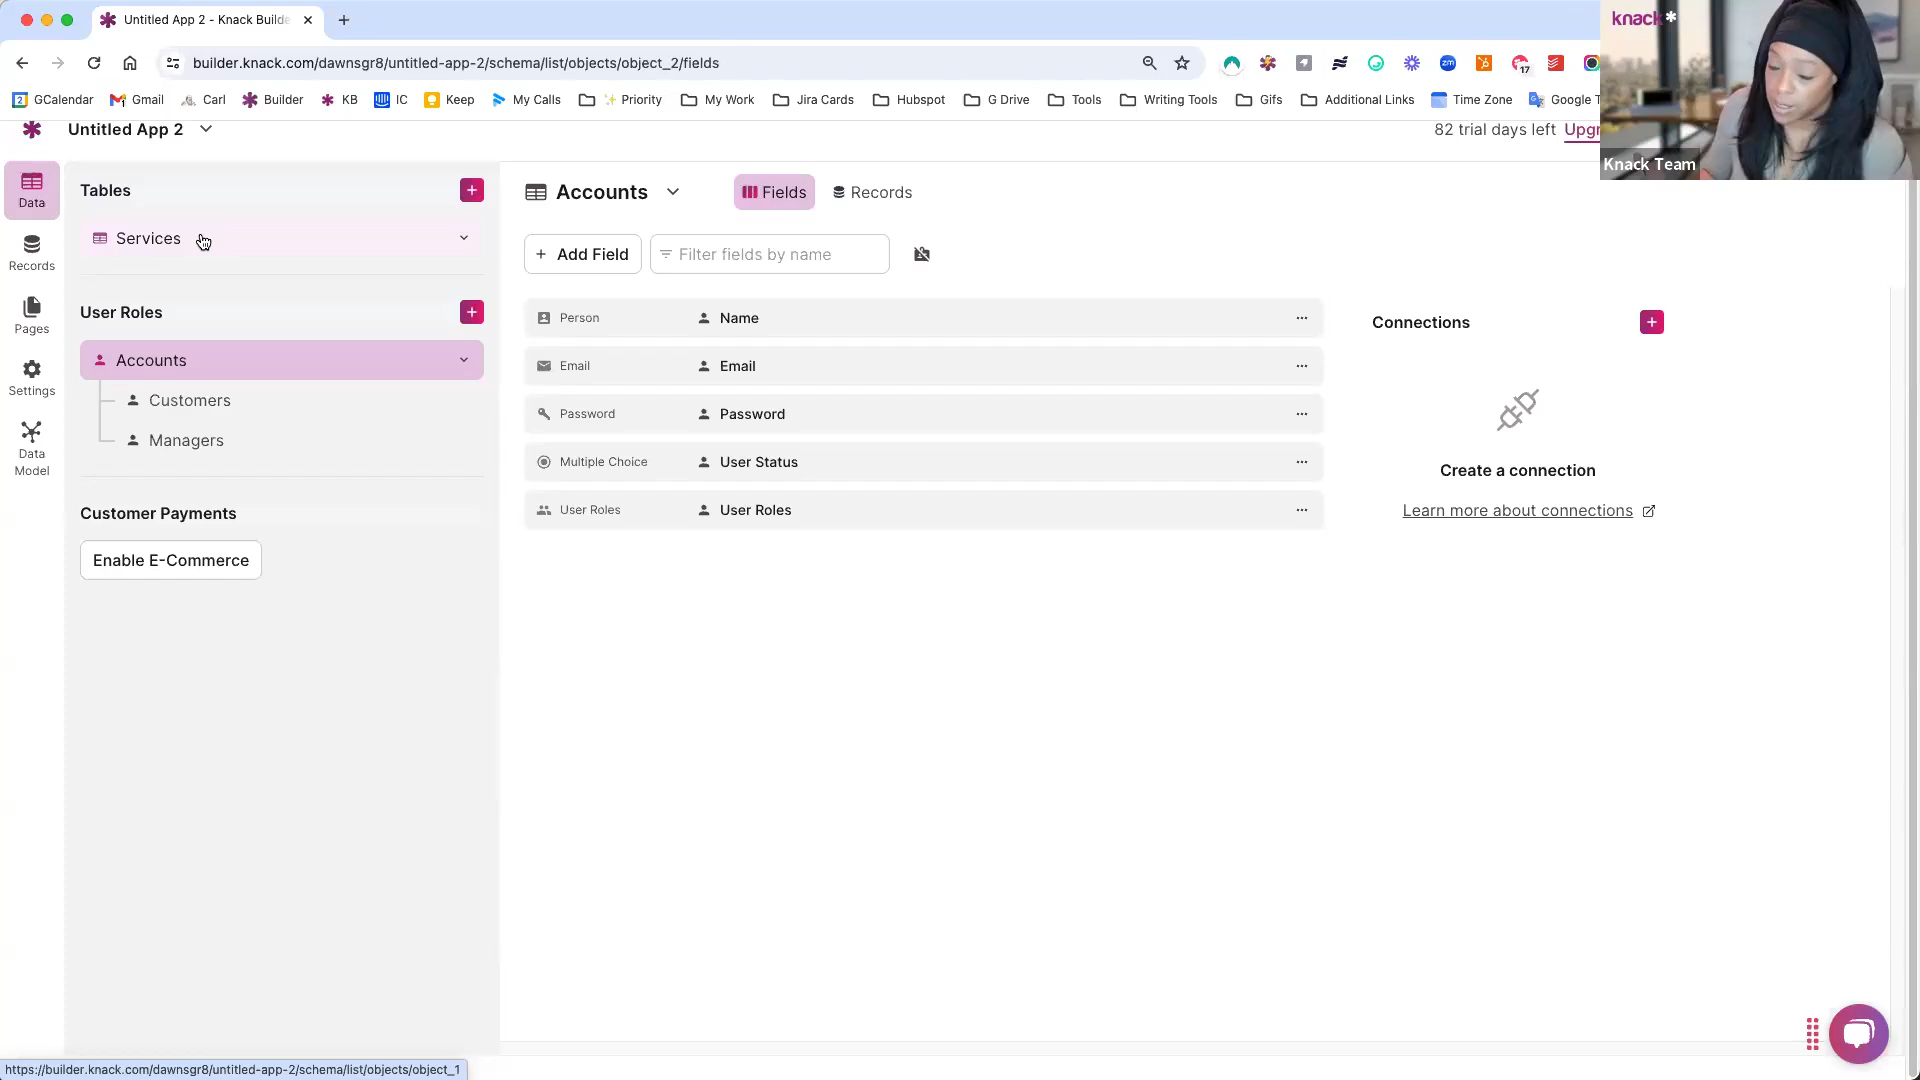 Untitled App 2 - Knack Builde
knack*
builder.knack.com/dawnsgr8/untitled-app-2/schema/list/objects/object_2/fields
17
GCalendar
Gmail
Carl
Builder
KB
IC
Keep
My Calls
Priority
My Work
Jira Cards
Hubspot
G Drive
Tools
Writing Tools
Gifs
Additional Links
Time Zone
Google T
Untitled App 2
82 trial days left
Upgr
Knack Team
Data
Records
Pages
Settings
Data
Model
Tables
Services
User Roles
Accounts
Customers
Managers
Customer Payments
Enable E-Commerce
Accounts
Fields
Records
+ Add Field
Filter fields by name
Person
Name
Email
Email
Password
Password
Multiple Choice
User Status
User Roles
User Roles
Connections
Create a connection
Learn more about connections
https://builder.knack.com/dawnsgr8/untitled-app-2/schema/list/objects/object_1